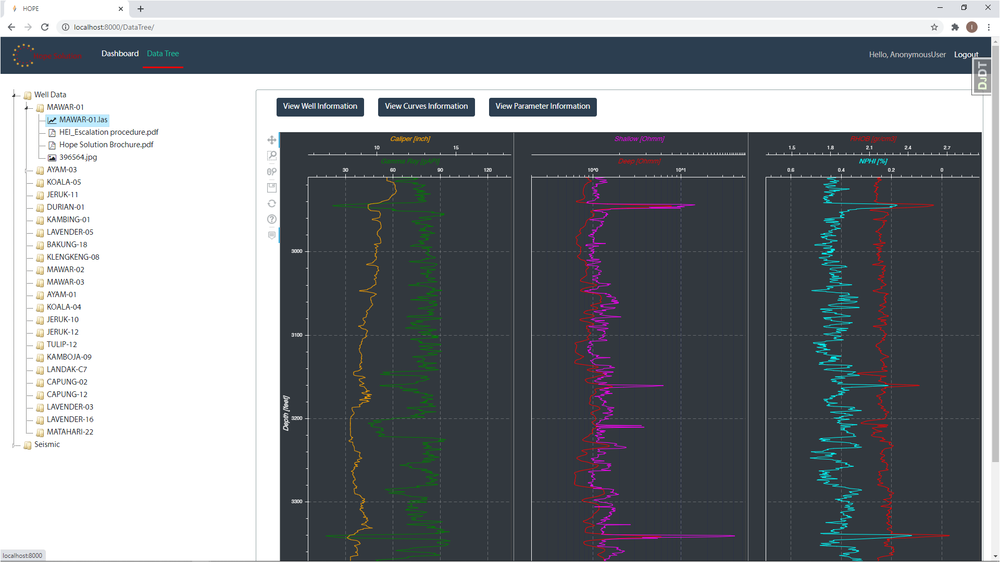 HOPE
localhost:8000/DataTree/
I
Hope Solution
Dashboard Data Tree
Hello, AnonymousUser Logout
DJDT
Well Data
MAWAR-01
MAWAR-01.las
HEI_Escalation procedure.pdf
Hope Solution Brochure.pdf
396564.jpg
AYAM-03
KOALA-05
JERUK-11
DURIAN-01
KAMBING-01
LAVENDER-05
BAKUNG-18
KLENGKENG-08
MAWAR-02
MAWAR-03
AYAM-01
KOALA-04
JERUK-10
JERUK-12
TULIP-12
KAMBOJA-09
LANDAK-C7
CAPUNG-02
CAPUNG-12
LAVENDER-03
LAVENDER-16
MATAHARI-22
Seismic
View Well Information View Curves Information View Parameter Information
Caliper [inch]
10 15
Gamma Ray [gAPI]
30 60 90 120
Shallow [Ohmm]
Deep [Ohmm]
10^0 10^1
RHOB [gr/cm3]
1.5 1.8 2.1 2.4 2.7
NPHI [%]
0.6 0.4 0.2 0
Depth [feet]
3000
3100
3200
3300
localhost:8000